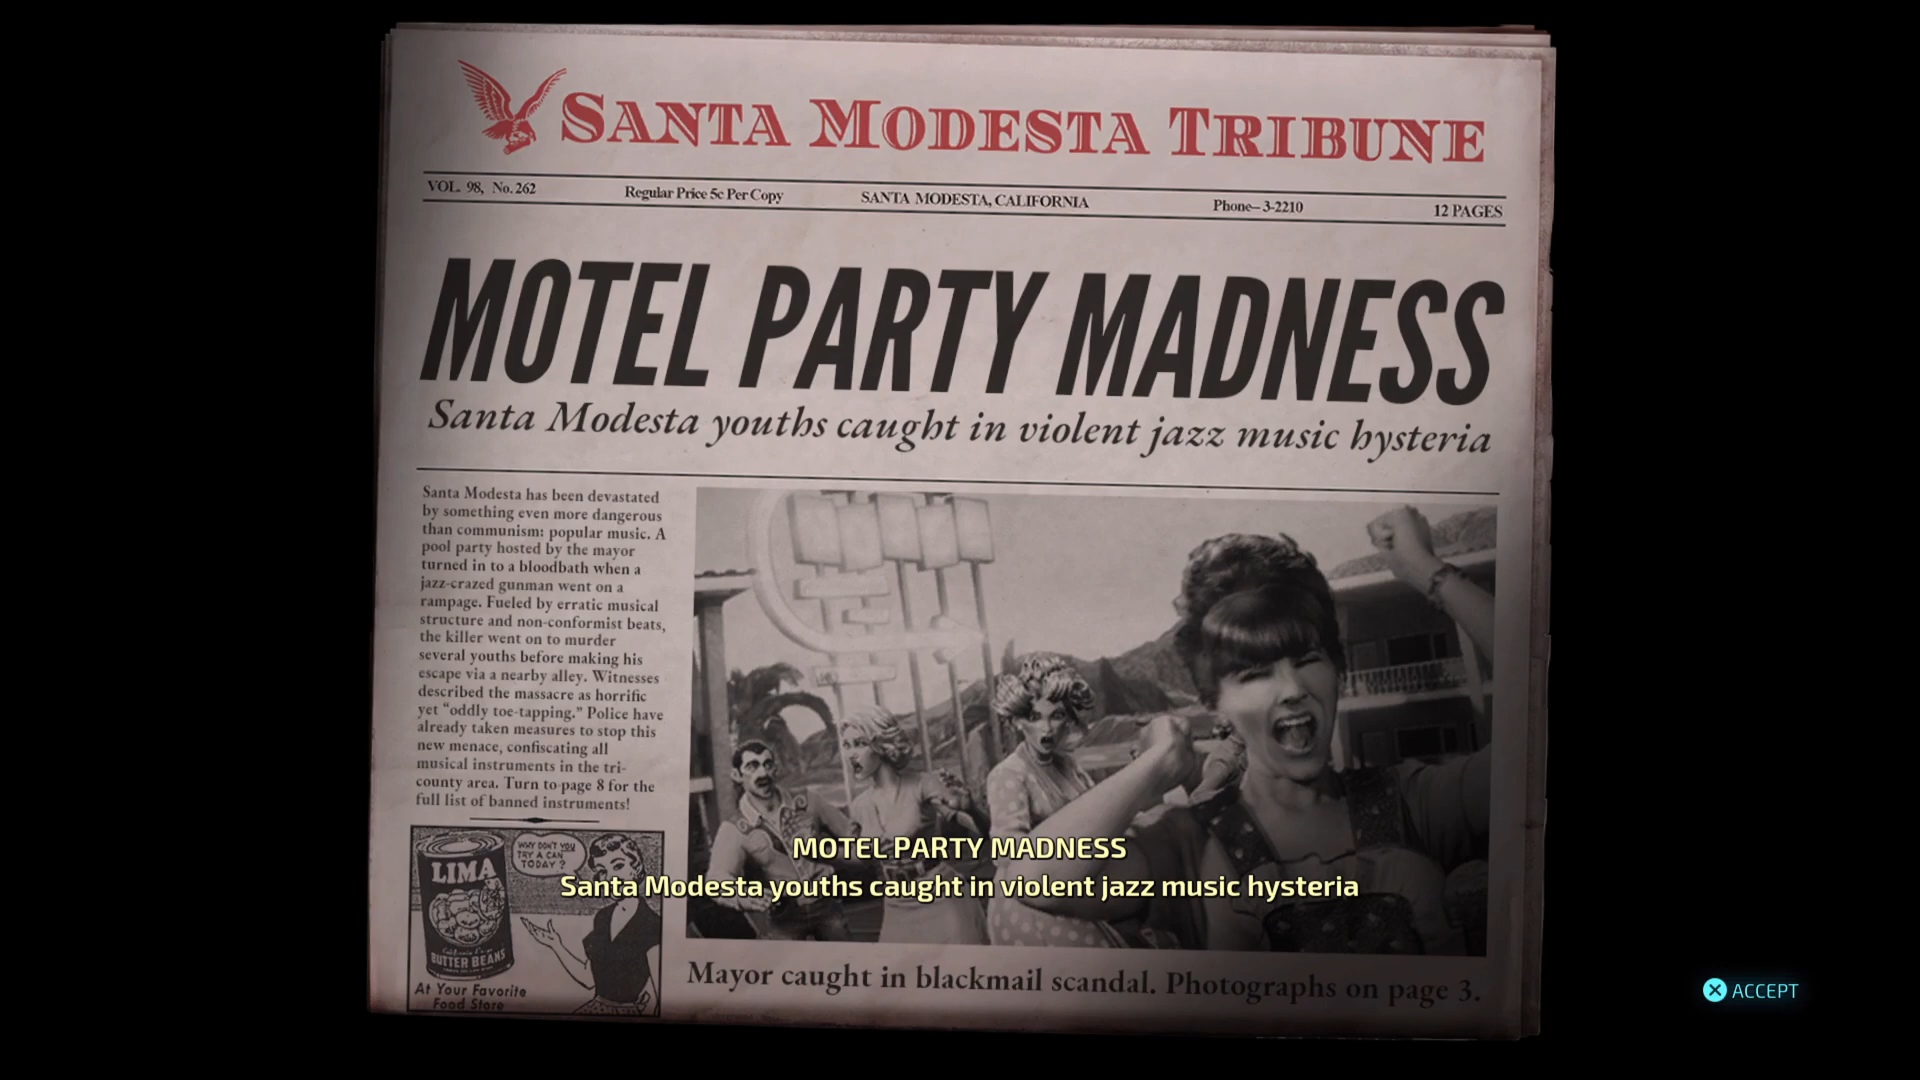 SANTA MODESTA TRIBUNE
VOL. 98, No. 262
Regular Price 5c Per Copy
SANTA MODESTA, CALIFORNIA
Phone–3-2210
12 PAGES
MOTEL PARTY MADNESS
Santa Modesta youths caught in violent jazz music hysteria
Santa Modesta has been devastated
by something even more dangerous
than communism: popular music. A
pool party hosted by the mayor
turned in to a bloodbath when a
jazz-crazed gunman went on a
rampage. Fueled by erratic musical
structure and non-conformist beats,
the killer went on to murder
several youths before making his
escape via a nearby alley. Witnesses
described the massacre as horrific
yet “oddly toe-tapping.” Police have
already taken measures to stop this
new menace, confiscating all
musical instruments in the tri-
county area. Turn to page 8 for the
full list of banned instruments!
WHY DON'T YOU
TRY A CAN
TODAY?
LIMA
BUTTER BEANS
At Your Favorite
Food Store
MOTEL PARTY MADNESS
Santa Modesta youths caught in violent jazz music hysteria
Mayor caught in blackmail scandal. Photographs on page 3.
ACCEPT